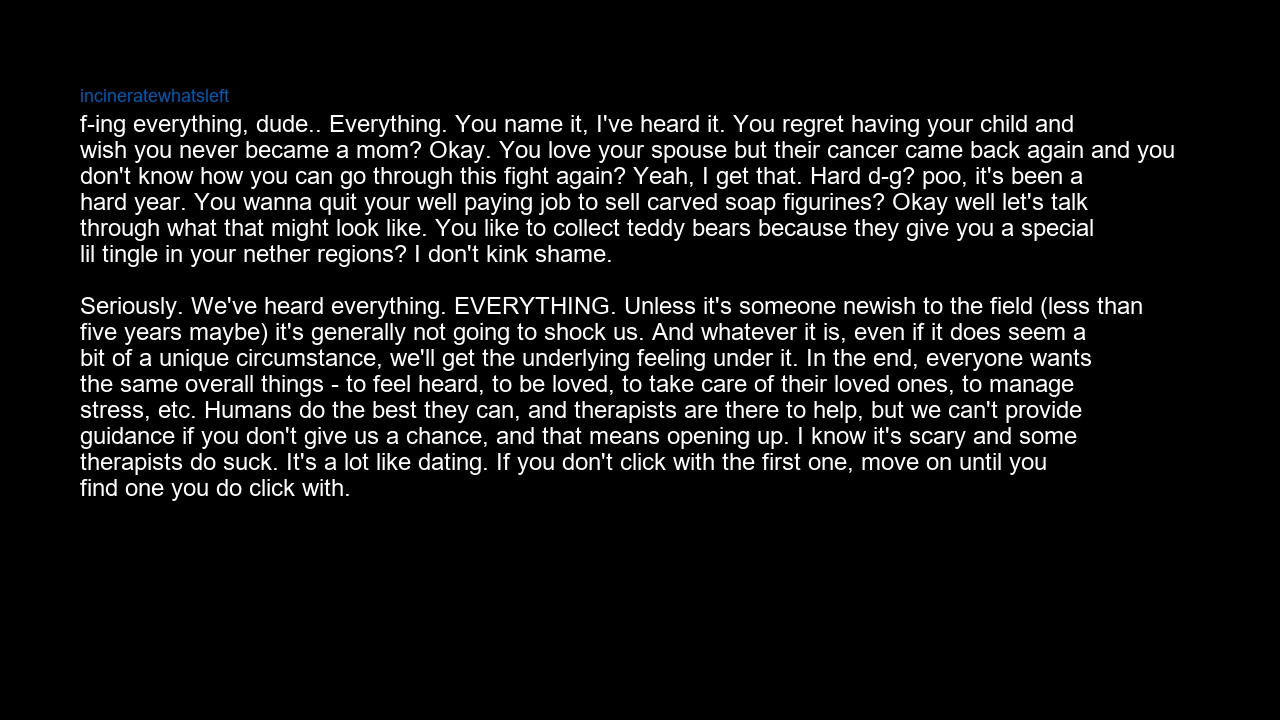 incineratewhatsleft
f-ing everything, dude.. Everything. You name it, I've heard it. You regret having your child and
wish you never became a mom? Okay. You love your spouse but their cancer came back again and you
don't know how you can go through this fight again? Yeah, I get that. Hard d-g? poo, it's been a
hard year. You wanna quit your well paying job to sell carved soap figurines? Okay well let's talk
through what that might look like. You like to collect teddy bears because they give you a special
lil tingle in your nether regions? I don't kink shame.
Seriously. We've heard everything. EVERYTHING. Unless it's someone newish to the field (less than
five years maybe) it's generally not going to shock us. And whatever it is, even if it does seem a
bit of a unique circumstance, we'll get the underlying feeling under it. In the end, everyone wants
the same overall things - to feel heard, to be loved, to take care of their loved ones, to manage
stress, etc. Humans do the best they can, and therapists are there to help, but we can't provide
guidance if you don't give us a chance, and that means opening up. I know it's scary and some
therapists do suck. It's a lot like dating. If you don't click with the first one, move on until you
find one you do click with.